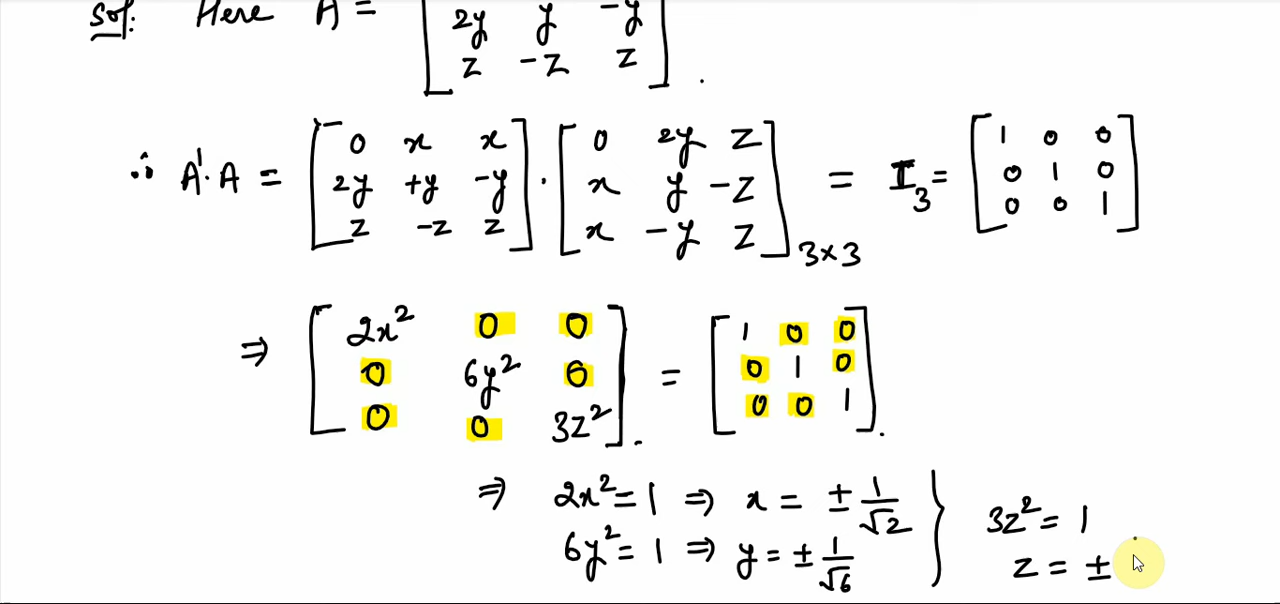 Sol: Here A = [ 2y y -y
z -z z ] .
∴ A'·A = [ 0 x x ; 2y +y -y ; z -z z ] · [ 0 2y z ; x y -z ; x -y z ]3×3 = I3 = [ 1 0 0 ; 0 1 0 ; 0 0 1 ]
⇒ [ 2x² 0 0 ; 0 6y² 0 ; 0 0 3z² ]. = [ 1 0 0 ; 0 1 0 ; 0 0 1 ].
⇒ 2x² = 1 ⇒ x = ± 1/√2 } 3z² = 1
6y² = 1 ⇒ y = ± 1/√6 z = ±